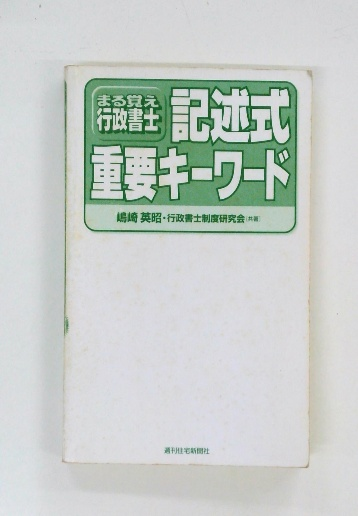 まる覚え
行政書士
記述式
重要キーワード
嶋崎 英昭・行政書士制度研究会[共著]
週刊住宅新聞社